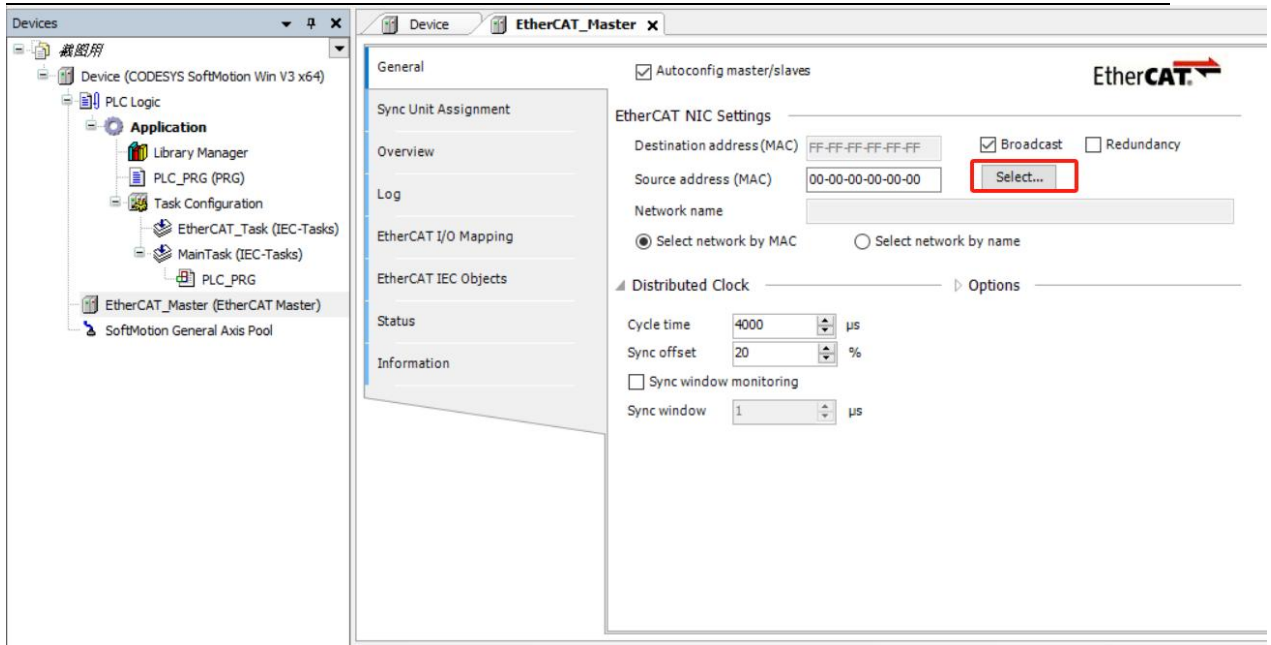 Devices
Device (CODESYS SoftMotion Win V3 x64)
PLC Logic
Application
Library Manager
PLC_PRG (PRG)
Task Configuration
EtherCAT_Task (IEC-Tasks)
MainTask (IEC-Tasks)
PLC_PRG
EtherCAT_Master (EtherCAT Master)
SoftMotion General Axis Pool
Device
EtherCAT_Master
General
Sync Unit Assignment
Overview
Log
EtherCAT I/O Mapping
EtherCAT IEC Objects
Status
Information
Autoconfig master/slaves
EtherCAT.
EtherCAT NIC Settings
Destination address (MAC) FF-FF-FF-FF-FF-FF Broadcast Redundancy
Source address (MAC) 00-00-00-00-00-00 Select...
Network name
Select network by MAC Select network by name
Distributed Clock Options
Cycle time 4000 µs
Sync offset 20 %
Sync window monitoring
Sync window 1 µs